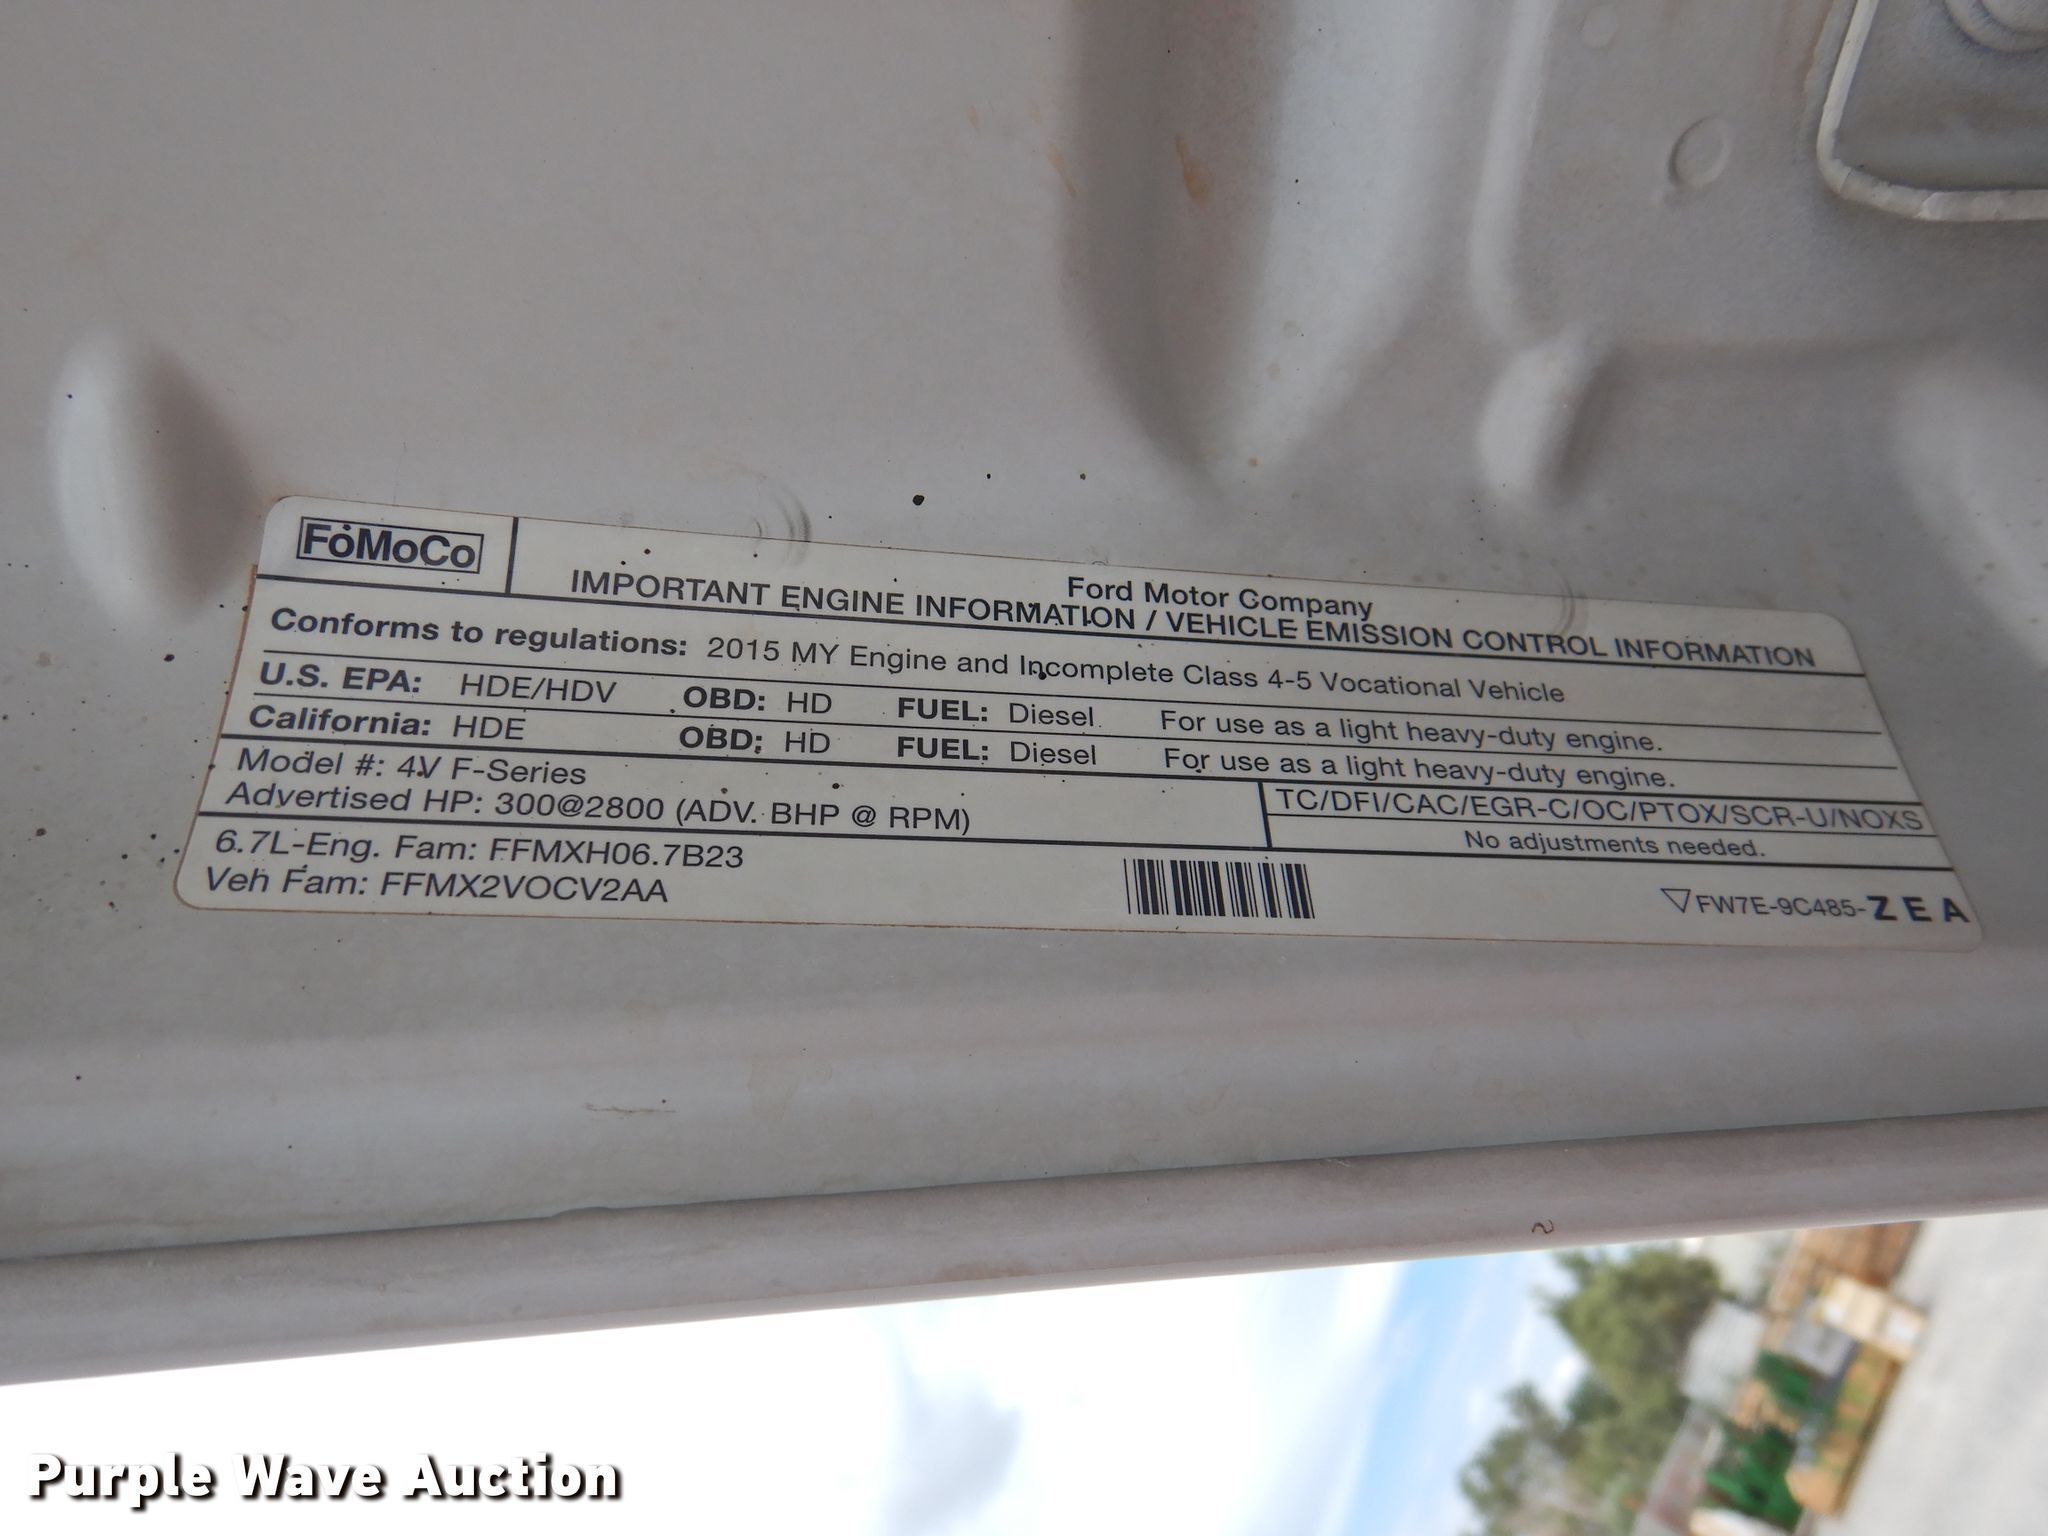 FoMoCo
Ford Motor Company
IMPORTANT ENGINE INFORMATION / VEHICLE EMISSION CONTROL INFORMATION
Conforms to regulations: 2015 MY Engine and Incomplete Class 4-5 Vocational Vehicle
U.S. EPA: HDE/HDV OBD: HD FUEL: Diesel For use as a light heavy-duty engine.
California: HDE OBD: HD FUEL: Diesel For use as a light heavy-duty engine.
Model #: 4V F-Series
Advertised HP: 300@2800 (ADV. BHP @ RPM)
TC/DFI/CAC/EGR-C/OC/PTOX/SCR-U/NOXS
No adjustments needed.
6.7L-Eng. Fam: FFMXH06.7B23
Veh Fam: FFMX2VOCV2AA
FW7E-9C485-ZEA
Purple Wave Auction